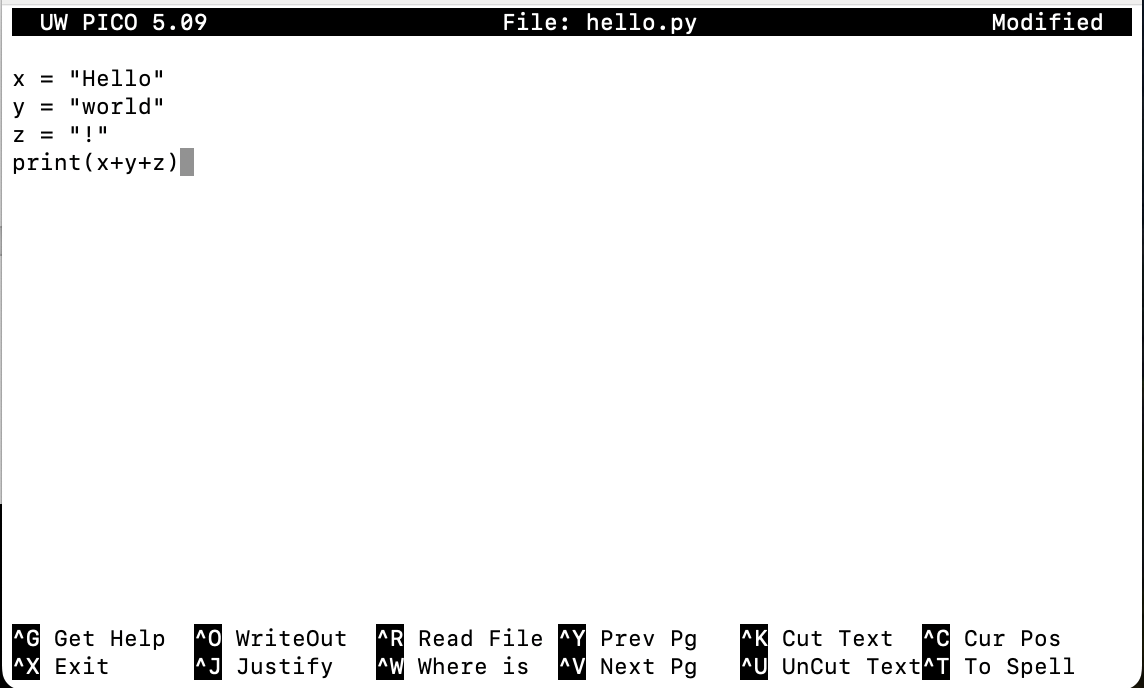 UW PICO 5.09 File: hello.py Modified
x = "Hello"
y = "world"
z = "!"
print(x+y+z)
^G Get Help ^O WriteOut ^R Read File ^Y Prev Pg ^K Cut Text ^C Cur Pos
^X Exit ^J Justify ^W Where is ^V Next Pg ^U UnCut Text ^T To Spell